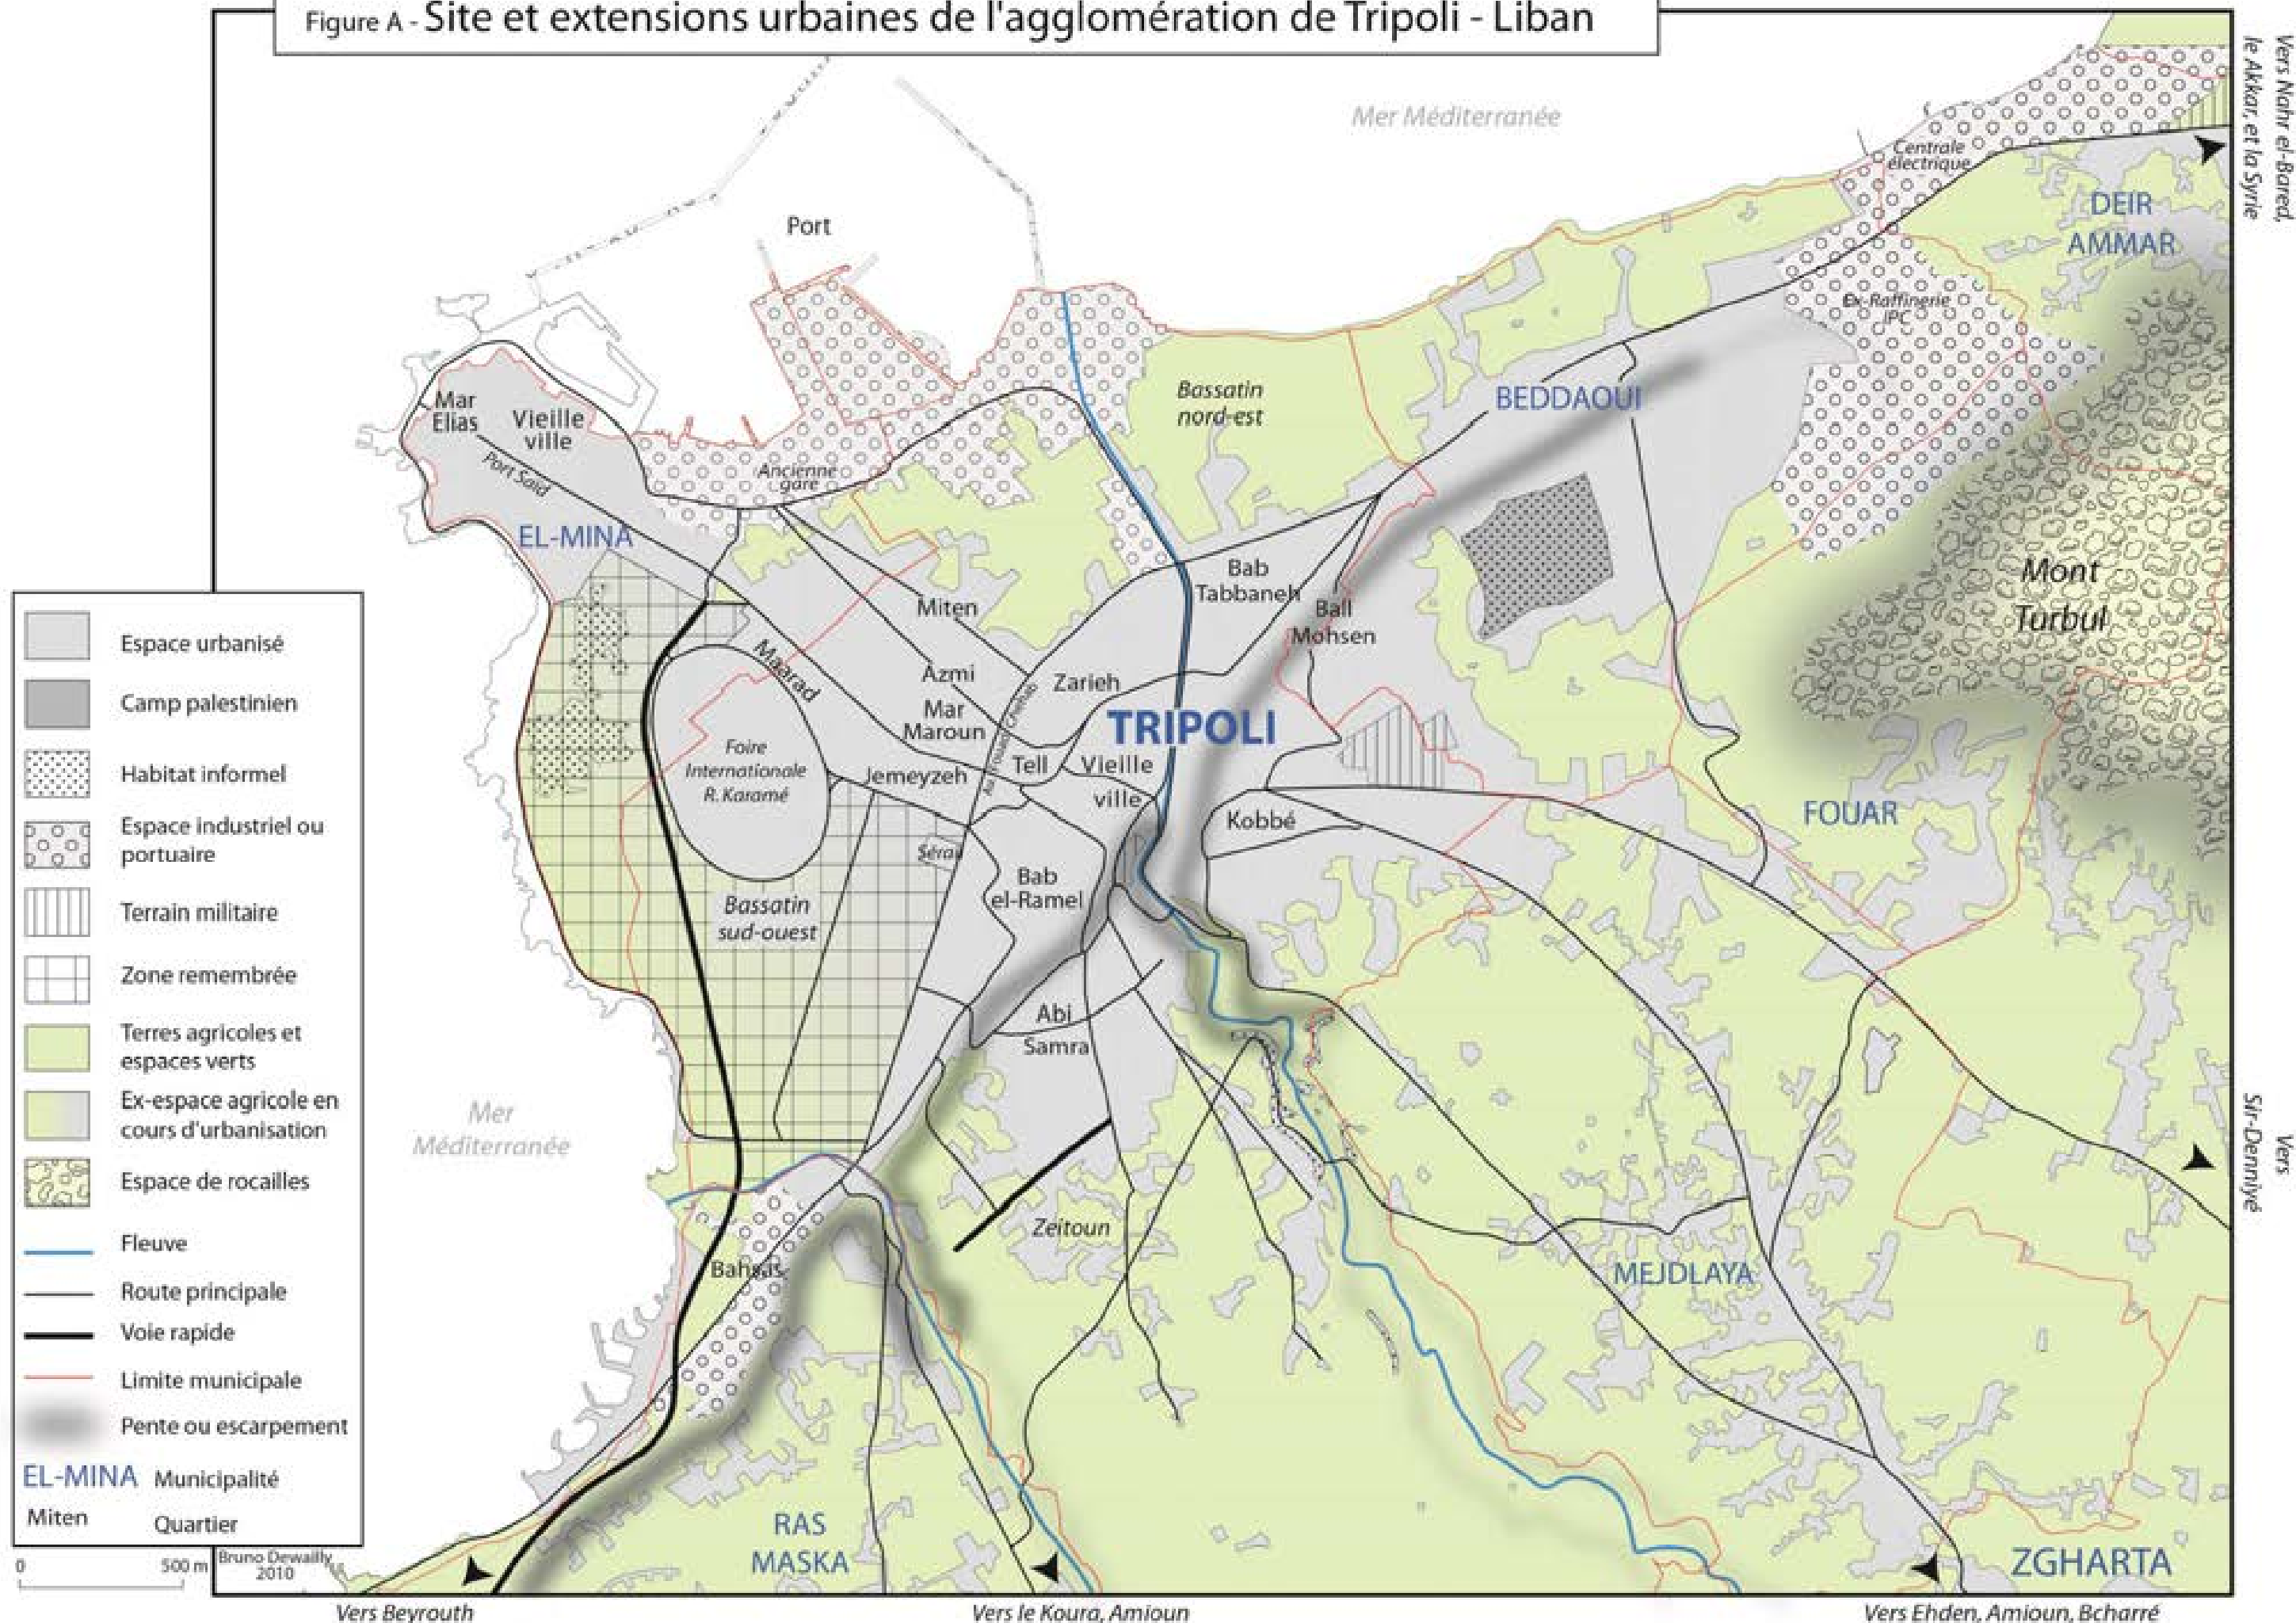 Figure A - Site et extensions urbaines de l'agglomération de Tripoli - Liban
Mer Méditerranée
Vers Nahr el-Bared,
le Akkar, et la Syrie
Centrale
électrique
DEIR
AMMAR
Port
Ex-Raffinerie
IPC
Bassatin
nord-est
BEDDAOUI
Mar
Elias
Vieille
ville
Port Said
Ancienne
gare
EL-MINA
Bab
Tabbaneh
Ball
Mohsen
Mont
Turbul
Miten
Maarad
Azmi
Zarieh
Mar
Maroun
TRIPOLI
Foire
Internationale
R. Karamé
Jemeyzeh
Tell
Vieille
ville
Kobbé
FOUAR
Sérail
Bab
el-Ramel
Bassatin
sud-ouest
Abi
Samra
Mer
Méditerranée
Vers
Sir-Denniyé
Zeitoun
Bahsas
MEJDLAYA
RAS
MASKA
ZGHARTA
Espace urbanisé
Camp palestinien
Habitat informel
Espace industriel ou
portuaire
Terrain militaire
Zone remembrée
Terres agricoles et
espaces verts
Ex-espace agricole en
cours d'urbanisation
Espace de rocailles
Fleuve
Route principale
Voie rapide
Limite municipale
Pente ou escarpement
EL-MINA Municipalité
Miten Quartier
0 500 m
Bruno Dewailly
2010
Vers Beyrouth
Vers le Koura, Amioun
Vers Ehden, Amioun, Bcharré